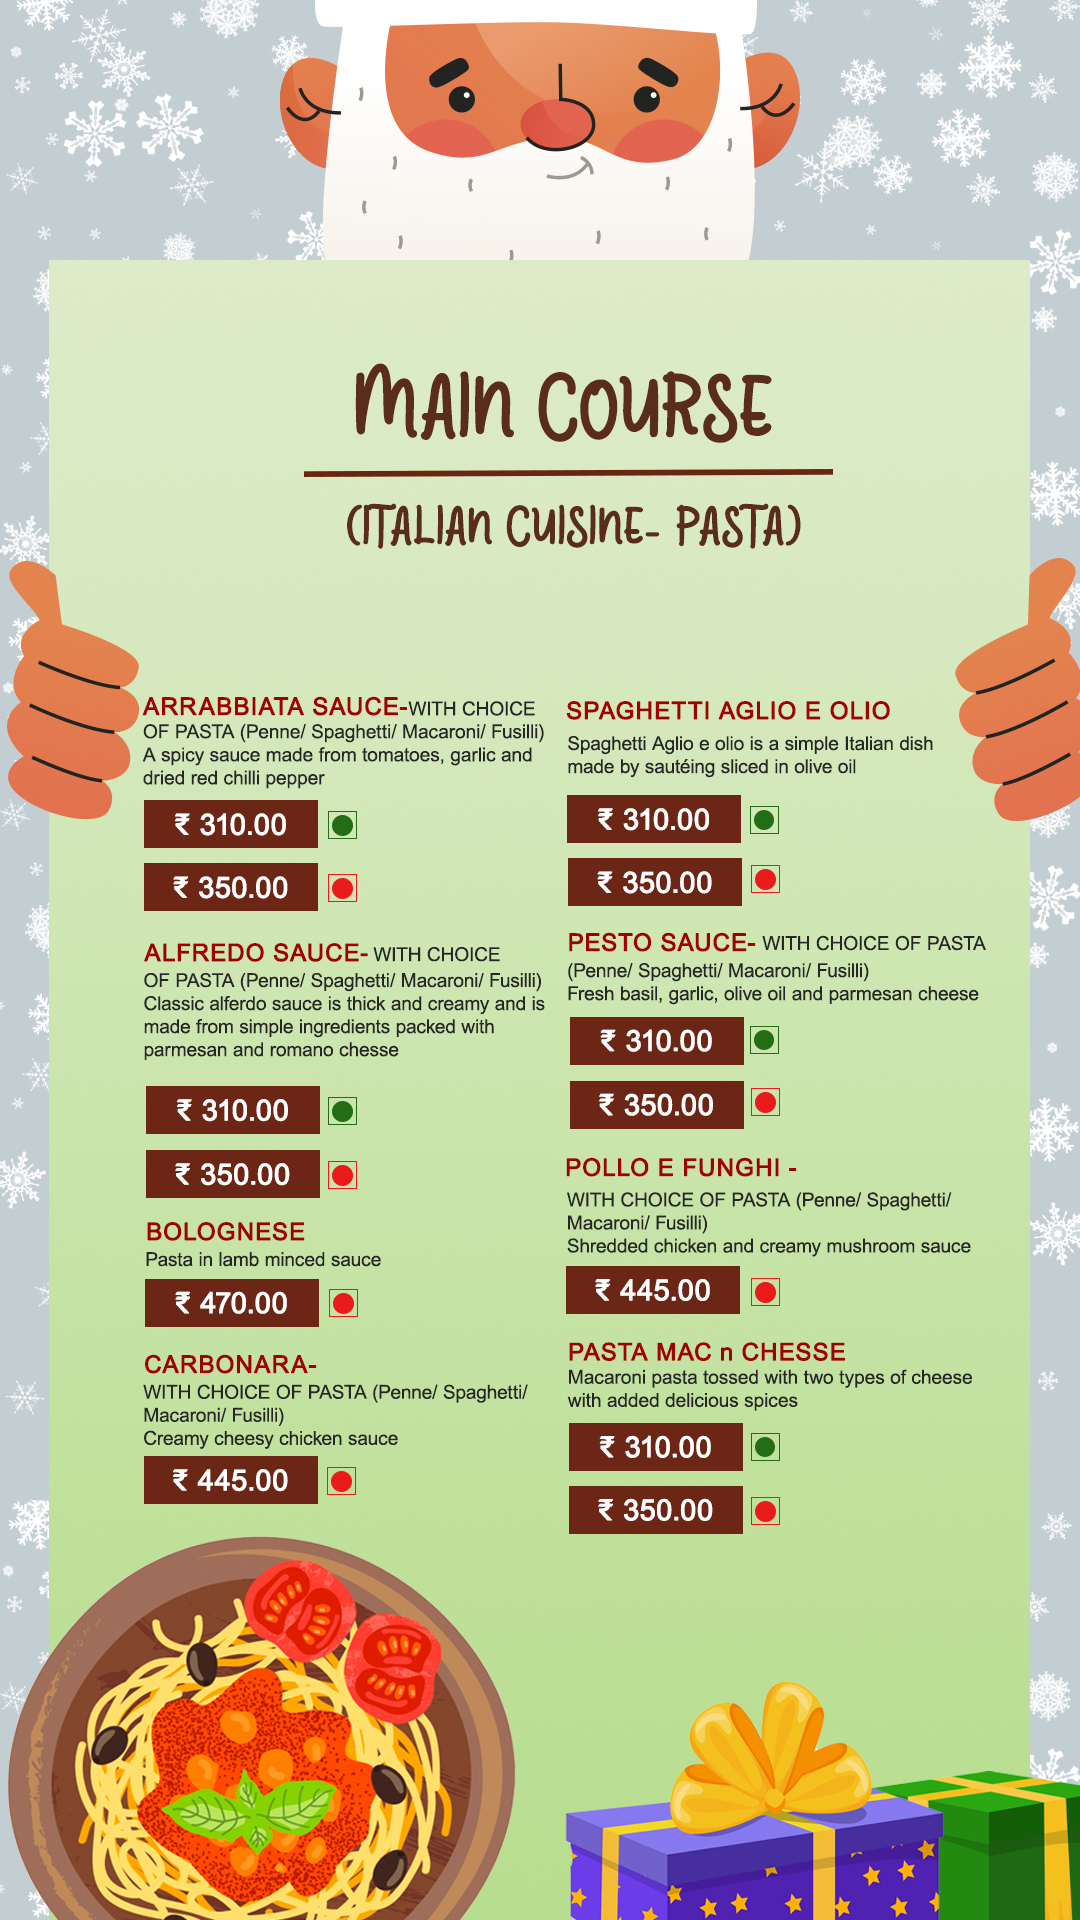 MAIN COURSE
(ITALIAN CUISINE- PASTA)
ARRABBIATA SAUCE-WITH CHOICE
OF PASTA (Penne/ Spaghetti/ Macaroni/ Fusilli)
A spicy sauce made from tomatoes, garlic and
dried red chilli pepper
₹ 310.00
₹ 350.00
ALFREDO SAUCE- WITH CHOICE
OF PASTA (Penne/ Spaghetti/ Macaroni/ Fusilli)
Classic alferdo sauce is thick and creamy and is
made from simple ingredients packed with
parmesan and romano chesse
₹ 310.00
₹ 350.00
BOLOGNESE
Pasta in lamb minced sauce
₹ 470.00
CARBONARA-
WITH CHOICE OF PASTA (Penne/ Spaghetti/
Macaroni/ Fusilli)
Creamy cheesy chicken sauce
₹ 445.00
SPAGHETTI AGLIO E OLIO
Spaghetti Aglio e olio is a simple Italian dish
made by sautéing sliced in olive oil
₹ 310.00
₹ 350.00
PESTO SAUCE- WITH CHOICE OF PASTA
(Penne/ Spaghetti/ Macaroni/ Fusilli)
Fresh basil, garlic, olive oil and parmesan cheese
₹ 310.00
₹ 350.00
POLLO E FUNGHI -
WITH CHOICE OF PASTA (Penne/ Spaghetti/
Macaroni/ Fusilli)
Shredded chicken and creamy mushroom sauce
₹ 445.00
PASTA MAC n CHESSE
Macaroni pasta tossed with two types of cheese
with added delicious spices
₹ 310.00
₹ 350.00